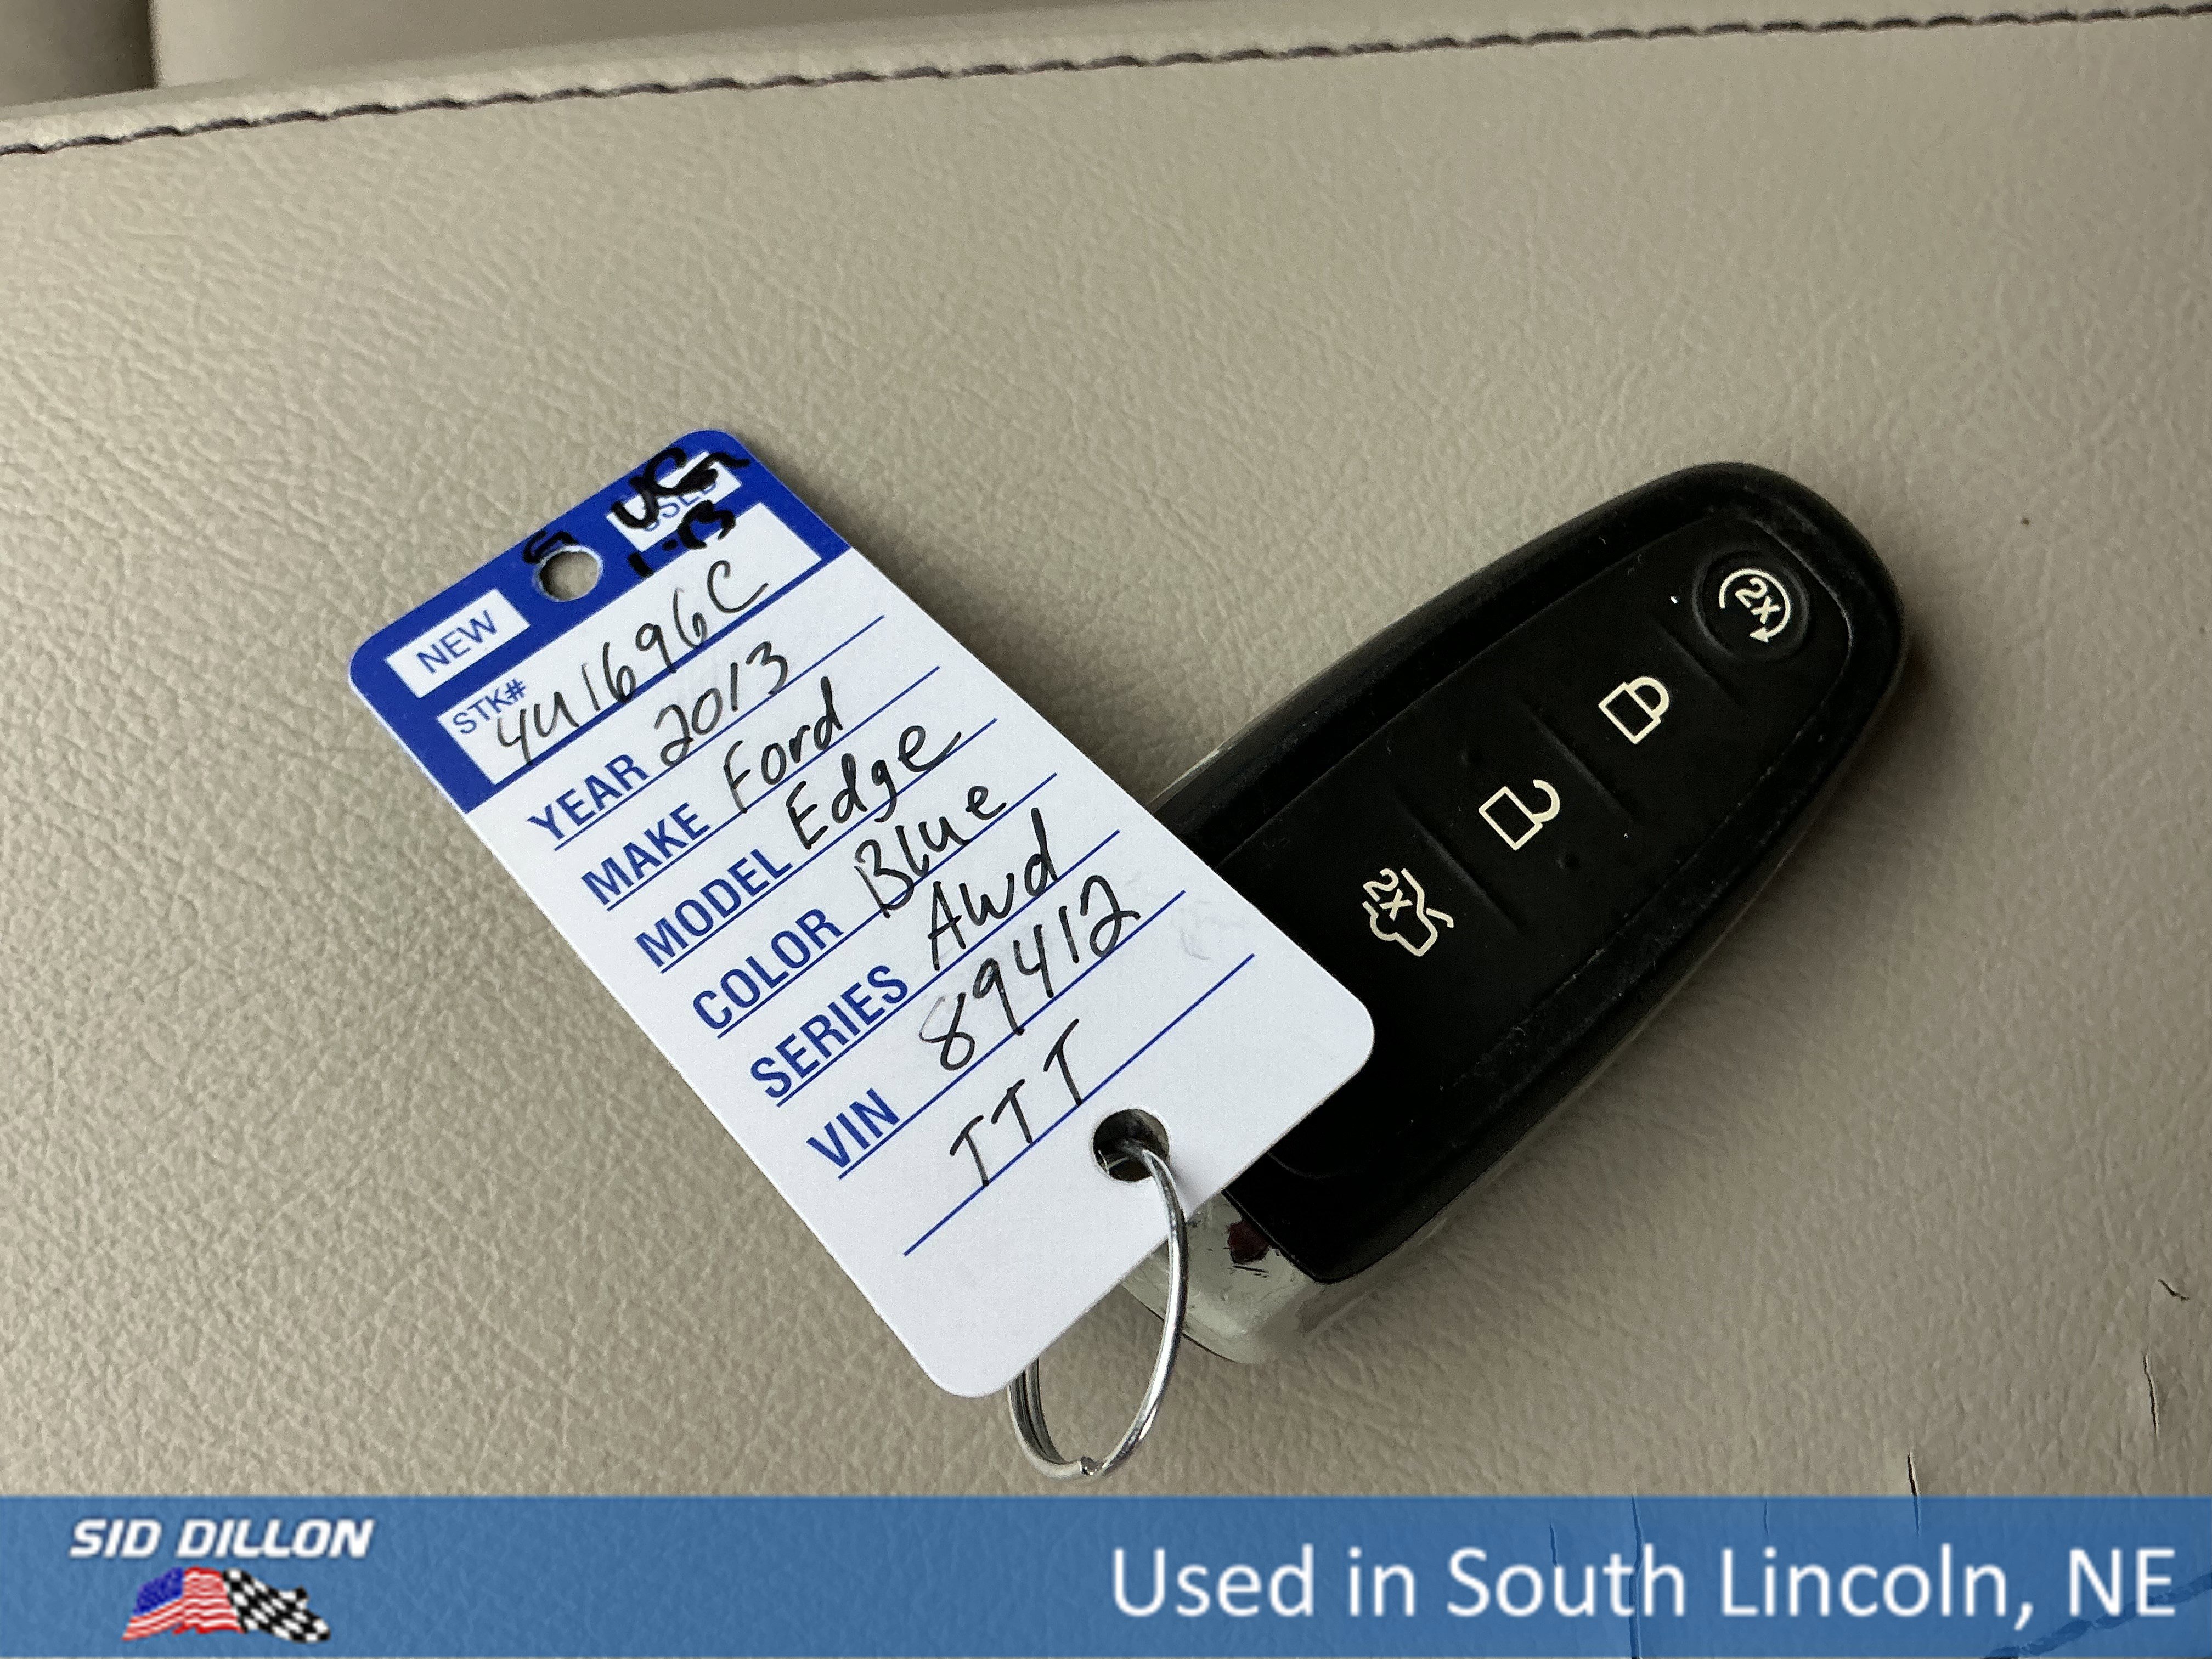 NEW
USED
STK#
4U1696C
YEAR 2013
MAKE Ford
MODEL Edge
COLOR Blue
SERIES Awd
VIN 89412
TTT
2x
2x
SID DILLON
Used in South Lincoln, NE